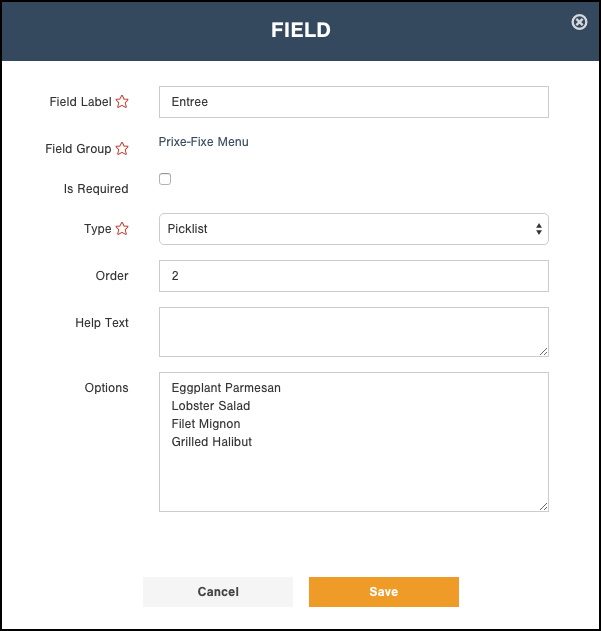 FIELD
Field Label
Entree
Field Group
Prixe-Fixe Menu
Is Required
Type
Picklist
Order
2
Help Text
Options
Eggplant Parmesan
Lobster Salad
Filet Mignon
Grilled Halibut
Cancel
Save